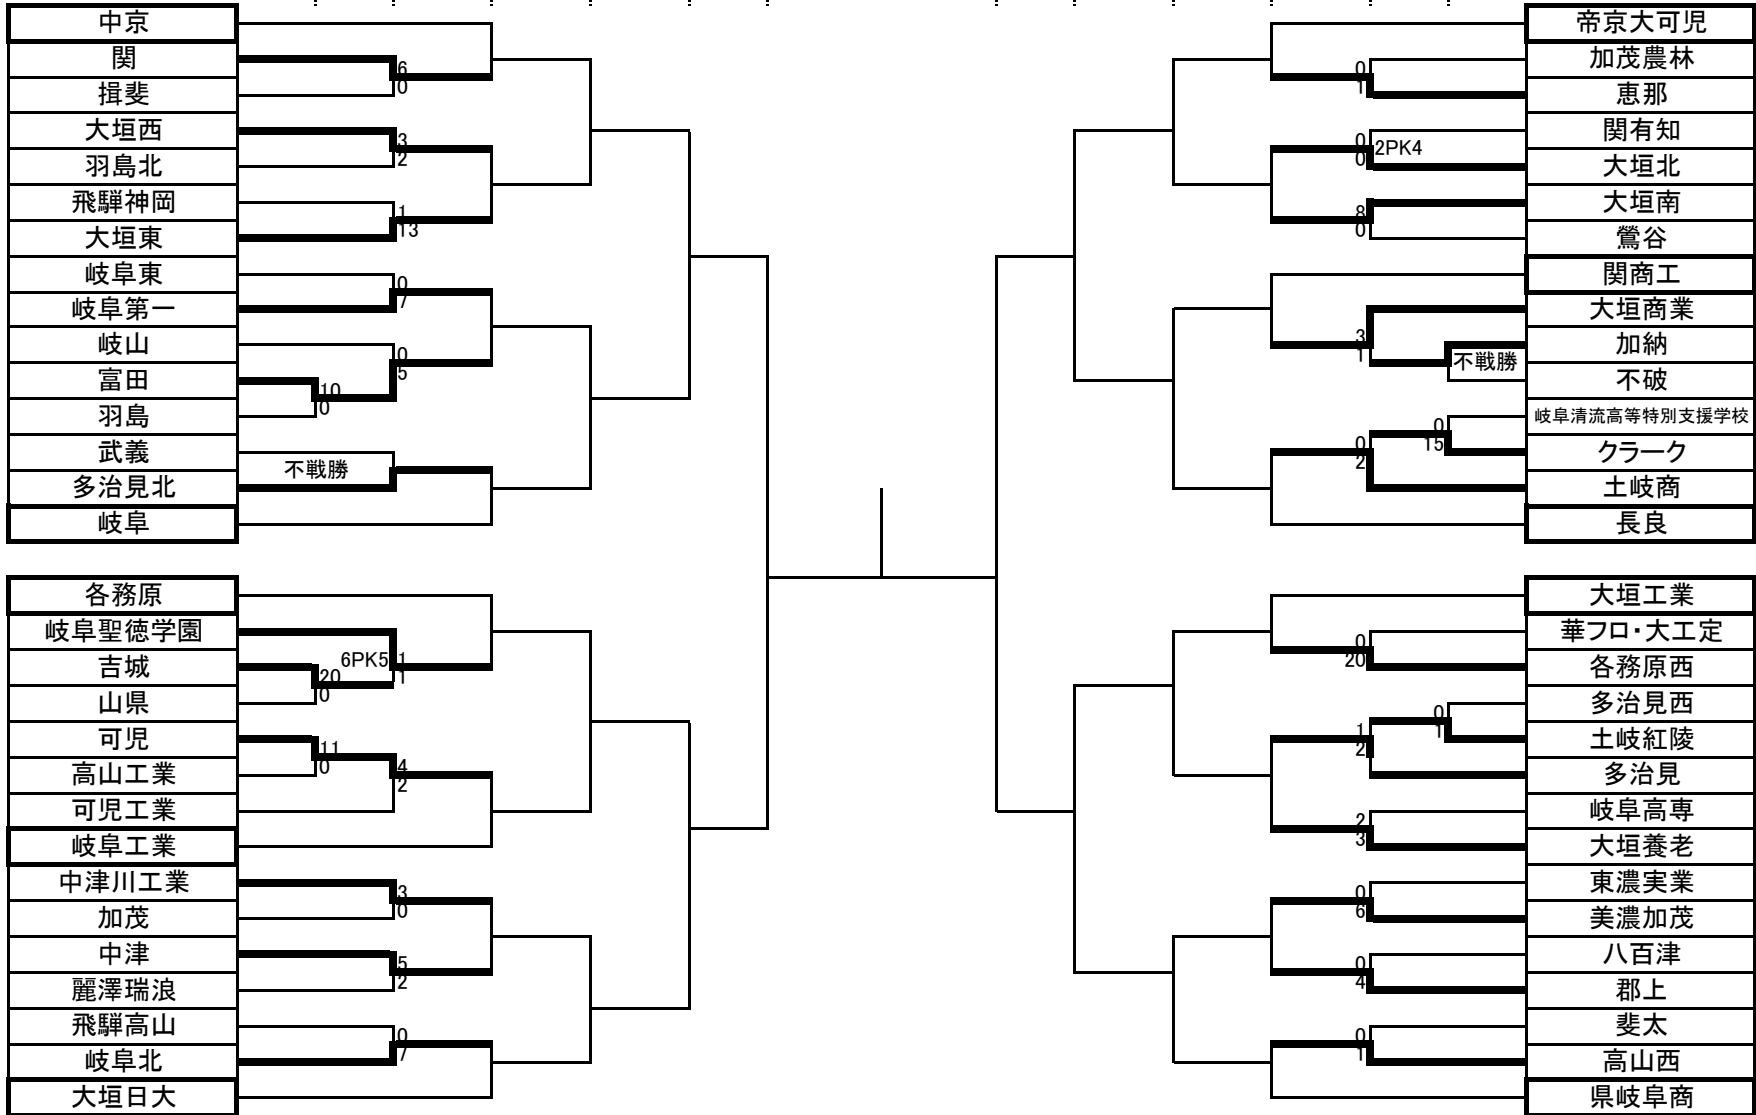 中京
関
揖斐
6
0
大垣西
羽島北
3
2
飛騨神岡
大垣東
1
13
岐阜東
岐阜第一
0
7
岐山
富田
羽島
10
0
0
5
武義
多治見北
不戦勝
岐阜
各務原
岐阜聖徳学園
吉城
山県
20
0
6PK5
1
1
可児
高山工業
可児工業
11
0
4
2
岐阜工業
中津川工業
加茂
3
0
中津
麗澤瑞浪
5
2
飛騨高山
岐阜北
0
7
大垣日大
帝京大可児
加茂農林
恵那
0
1
関有知
大垣北
0
0
2PK4
大垣南
鶯谷
8
0
関商工
大垣商業
加納
不破
不戦勝
3
1
岐阜清流高等特別支援学校
クラーク
土岐商
0
15
0
2
長良
大垣工業
華フロ・大工定
各務原西
0
20
多治見西
土岐紅陵
多治見
0
1
1
2
岐阜高専
大垣養老
2
3
東濃実業
美濃加茂
0
6
八百津
郡上
0
4
斐太
高山西
0
1
県岐阜商